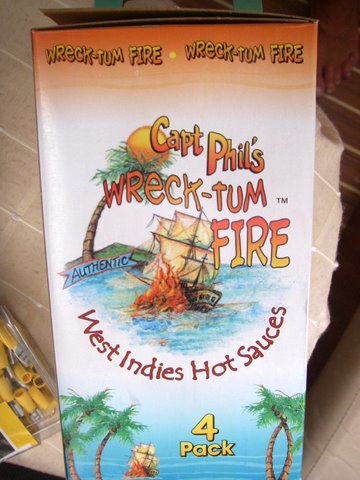 WRECK-TUM FIRE • WRECK-TUM FIRE
Capt Phil's
WRECK-TUM ™
FIRE
AUTHENTIC
West Indies Hot Sauces
4
Pack